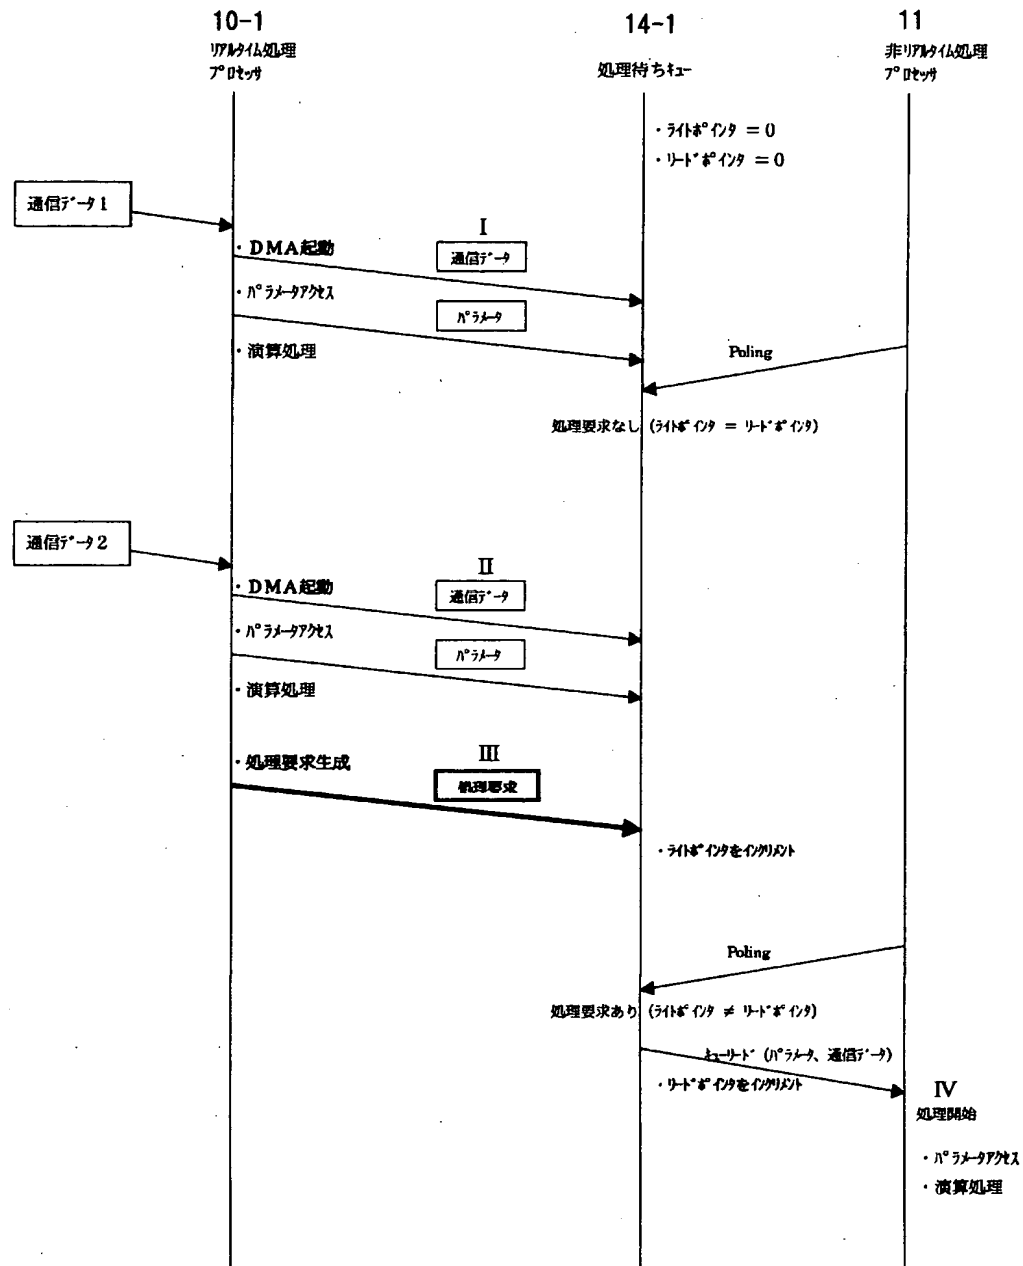 10-1
リアルタイム処理
プロセッサ
14-1
処理待ちキュー
11
非リアルタイム処理
プロセッサ
・ライトポインタ = 0
・リードポインタ = 0
通信データ1
I
・DMA起動
通信データ
・パラメータアクセス
パラメータ
・演算処理
Poling
処理要求なし (ライトポインタ = リードポインタ)
通信データ2
II
・DMA起動
通信データ
・パラメータアクセス
パラメータ
・演算処理
III
・処理要求生成
処理要求
・ライトポインタをインクリメント
Poling
処理要求あり (ライトポインタ ≠ リードポインタ)
キューリード (パラメータ、通信データ)
・リードポインタをインクリメント
IV
処理開始
・パラメータアクセス
・演算処理